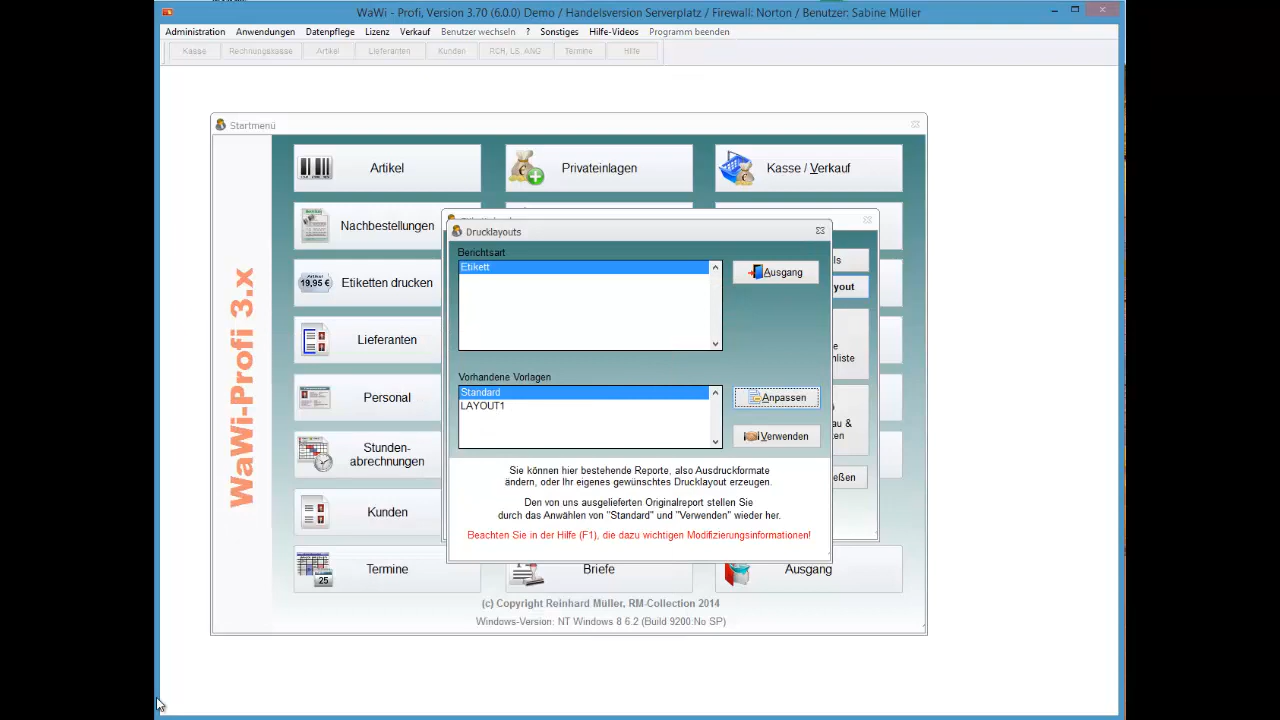 WaWi - Profi, Version 3.70 (6.0.0) Demo / Handelsversion Serverplatz / Firewall: Norton / Benutzer: Sabine Müller
Administration Anwendungen Datenpflege Lizenz Verkauf Benutzer wechseln ? Sonstiges Hilfe-Videos Programm beenden
Kasse Rechnungskasse Artikel Lieferanten Kunden RCH, LS, ANG Termine Hilfe
Startmenü
WaWi-Profi 3.x
Artikel
Privateinlagen
Kasse / Verkauf
Nachbestellungen
Artikel
19,95 €
Etiketten drucken
Lieferanten
Personal
Stunden-
abrechnungen
Kunden
25
Termine
Briefe
Ausgang
Drucklayouts
Berichtsart
Etikett
Ausgang
Vorhandene Vorlagen
Standard
LAYOUT1
Anpassen
Verwenden
Sie können hier bestehende Reporte, also Ausdruckformate
ändern, oder Ihr eigenes gewünschtes Drucklayout erzeugen.
Den von uns ausgelieferten Originalreport stellen Sie
durch das Anwählen von "Standard" und "Verwenden" wieder her.
Beachten Sie in der Hilfe (F1), die dazu wichtigen Modifizierungsinformationen!
(c) Copyright Reinhard Müller, RM-Collection 2014
Windows-Version: NT Windows 8 6.2 (Build 9200:No SP)